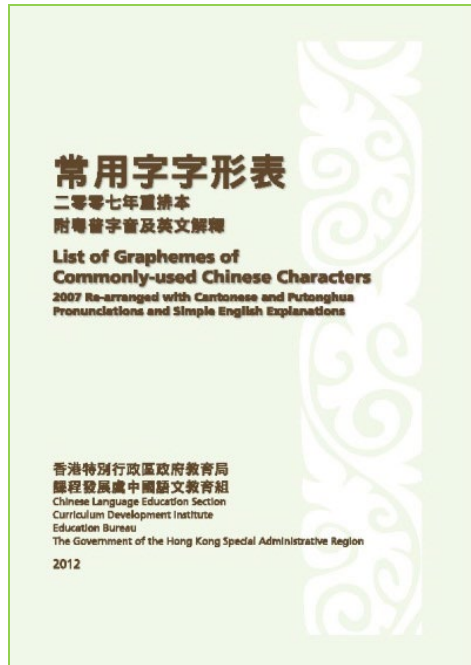 常用字字形表
二零零七年重排本
附粵普字音及英文解釋
List of Graphemes of
Commonly-used Chinese Characters
2007 Re-arranged with Cantonese and Putonghua
Pronunciations and Simple English Explanations
香港特別行政區政府教育局
課程發展處中國語文教育組
Chinese Language Education Section
Curriculum Development Institute
Education Bureau
The Government of the Hong Kong Special Administrative Region
2012